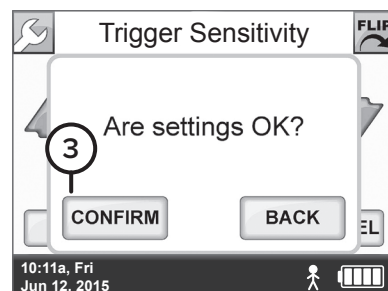 Trigger Sensitivity
FLIP
Are settings OK?
3
CONFIRM
BACK
EL
10:11a, Fri
Jun 12, 2015